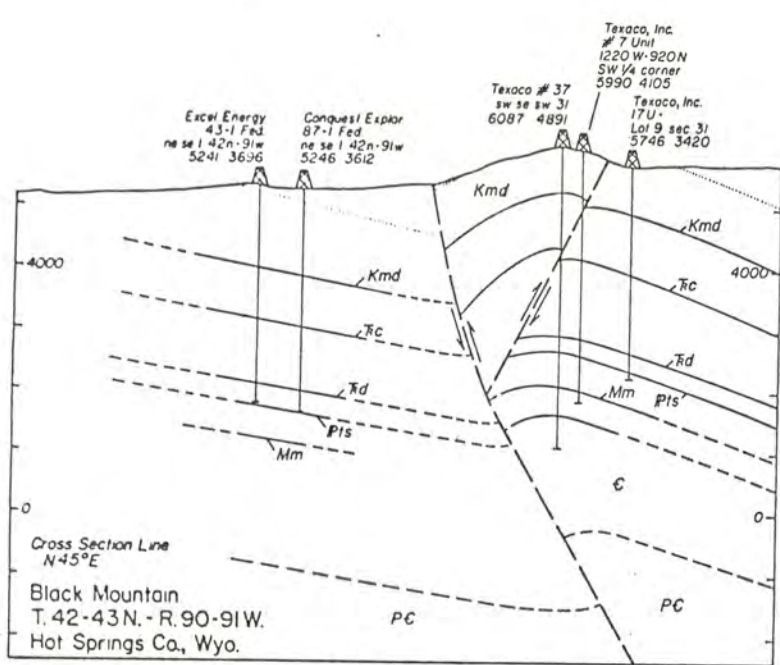 Texaco, Inc.
# 7 Unit
1220 W-920N
SW 1/4 corner
5990 4105
Texaco # 37
sw se sw 31
6087 4891
Texaco, Inc.
17U-
Lot 9 sec 31
5746 3420
Excel Energy
43-1 Fed.
ne se 1 42n-91w
5241 3696
Conquest Explor
87-1 Fed.
ne se 1 42n-91w
5246 3612
Kmd
Kmd
4000
4000
Kmd
Ꞧc
Ꞧc
Ꞧd
Ꞧd
Mm
Pts
Pts
Mm
Є
0
0
Cross Section Line
N45°E
Black Mountain
T. 42-43 N. - R. 90-91 W.
Hot Springs Co., Wyo.
PЄ
PЄ